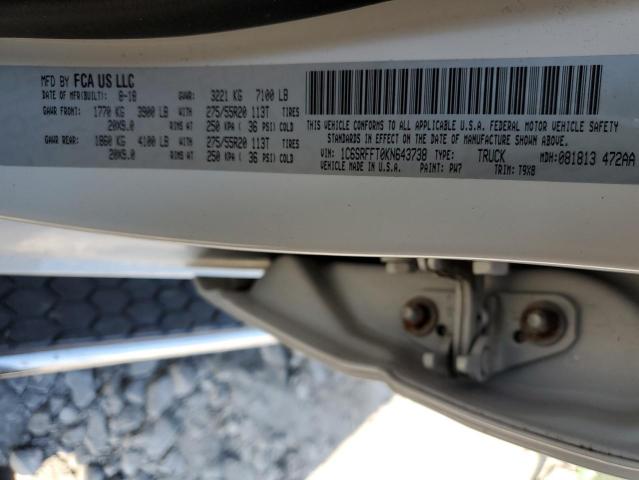 MFD BY FCA US LLC
DATE OF MFR(BUILT): 8-18 GVWR: 3221 KG 7100 LB
GAWR FRONT: 1770 KG 3900 LB 275/55R20 113T TIRES
20X9.0 RIMS AT 250 KPA ( 36 PSI) COLD
GAWR REAR: 1860 KG 4100 LB 275/55R20 113T TIRES
20X9.0 RIMS AT 250 KPA ( 36 PSI) COLD
THIS VEHICLE CONFORMS TO ALL APPLICABLE U.S.A. FEDERAL MOTOR VEHICLE SAFETY
STANDARDS IN EFFECT ON THE DATE OF MANUFACTURE SHOWN ABOVE.
VIN: 1C6SRFFT0KN643738 TYPE: TRUCK MDH:081813 472AA
VEHICLE MADE IN U.S.A. PAINT: PW7 TRIM: T9X8